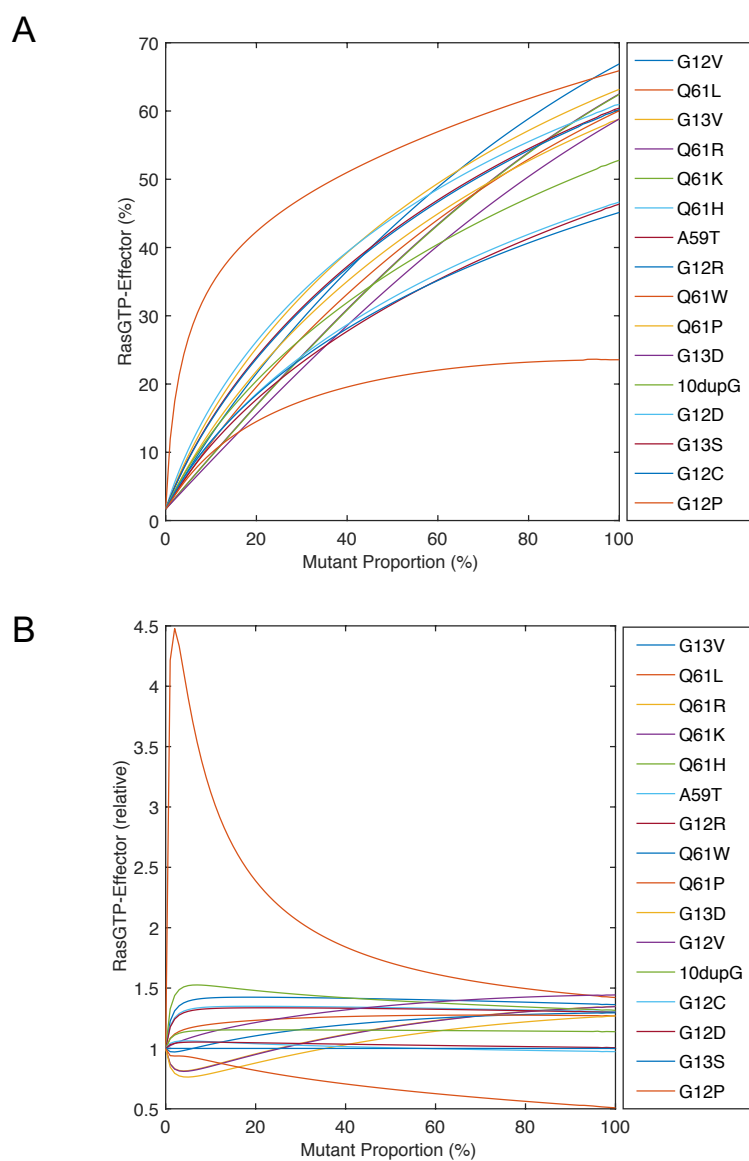 A
RasGTP-Effector (%)
70
60
50
40
30
20
10
0
0 20 40 60 80 100
Mutant Proportion (%)
G12V
Q61L
G13V
Q61R
Q61K
Q61H
A59T
G12R
Q61W
Q61P
G13D
10dupG
G12D
G13S
G12C
G12P
B
RasGTP-Effector (relative)
4.5
4
3.5
3
2.5
2
1.5
1
0.5
0 20 40 60 80 100
Mutant Proportion (%)
G13V
Q61L
Q61R
Q61K
Q61H
A59T
G12R
Q61W
Q61P
G13D
G12V
10dupG
G12C
G12D
G13S
G12P